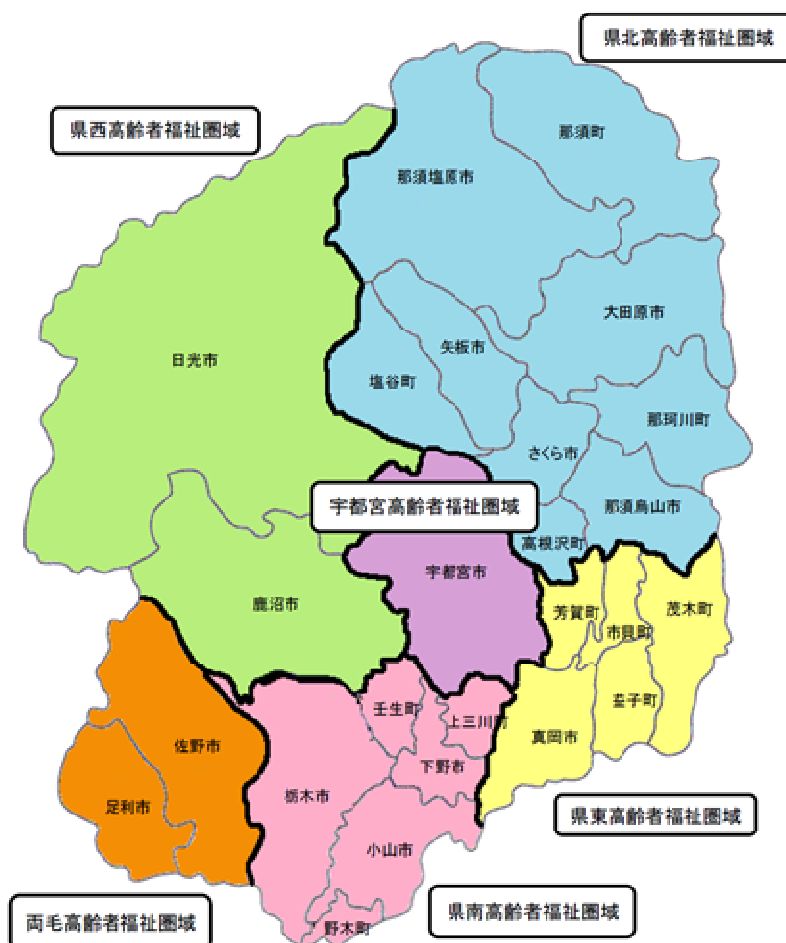 県北高齢者福祉圏域
県西高齢者福祉圏域
那須町
那須塩原市
大田原市
矢板市
日光市
塩谷町
那珂川町
さくら市
宇都宮高齢者福祉圏域
那須烏山市
高根沢町
宇都宮市
鹿沼市
芳賀町
茂木町
市貝町
益子町
壬生町
上三川町
真岡市
佐野市
下野市
栃木市
足利市
県東高齢者福祉圏域
小山市
両毛高齢者福祉圏域
県南高齢者福祉圏域
野木町